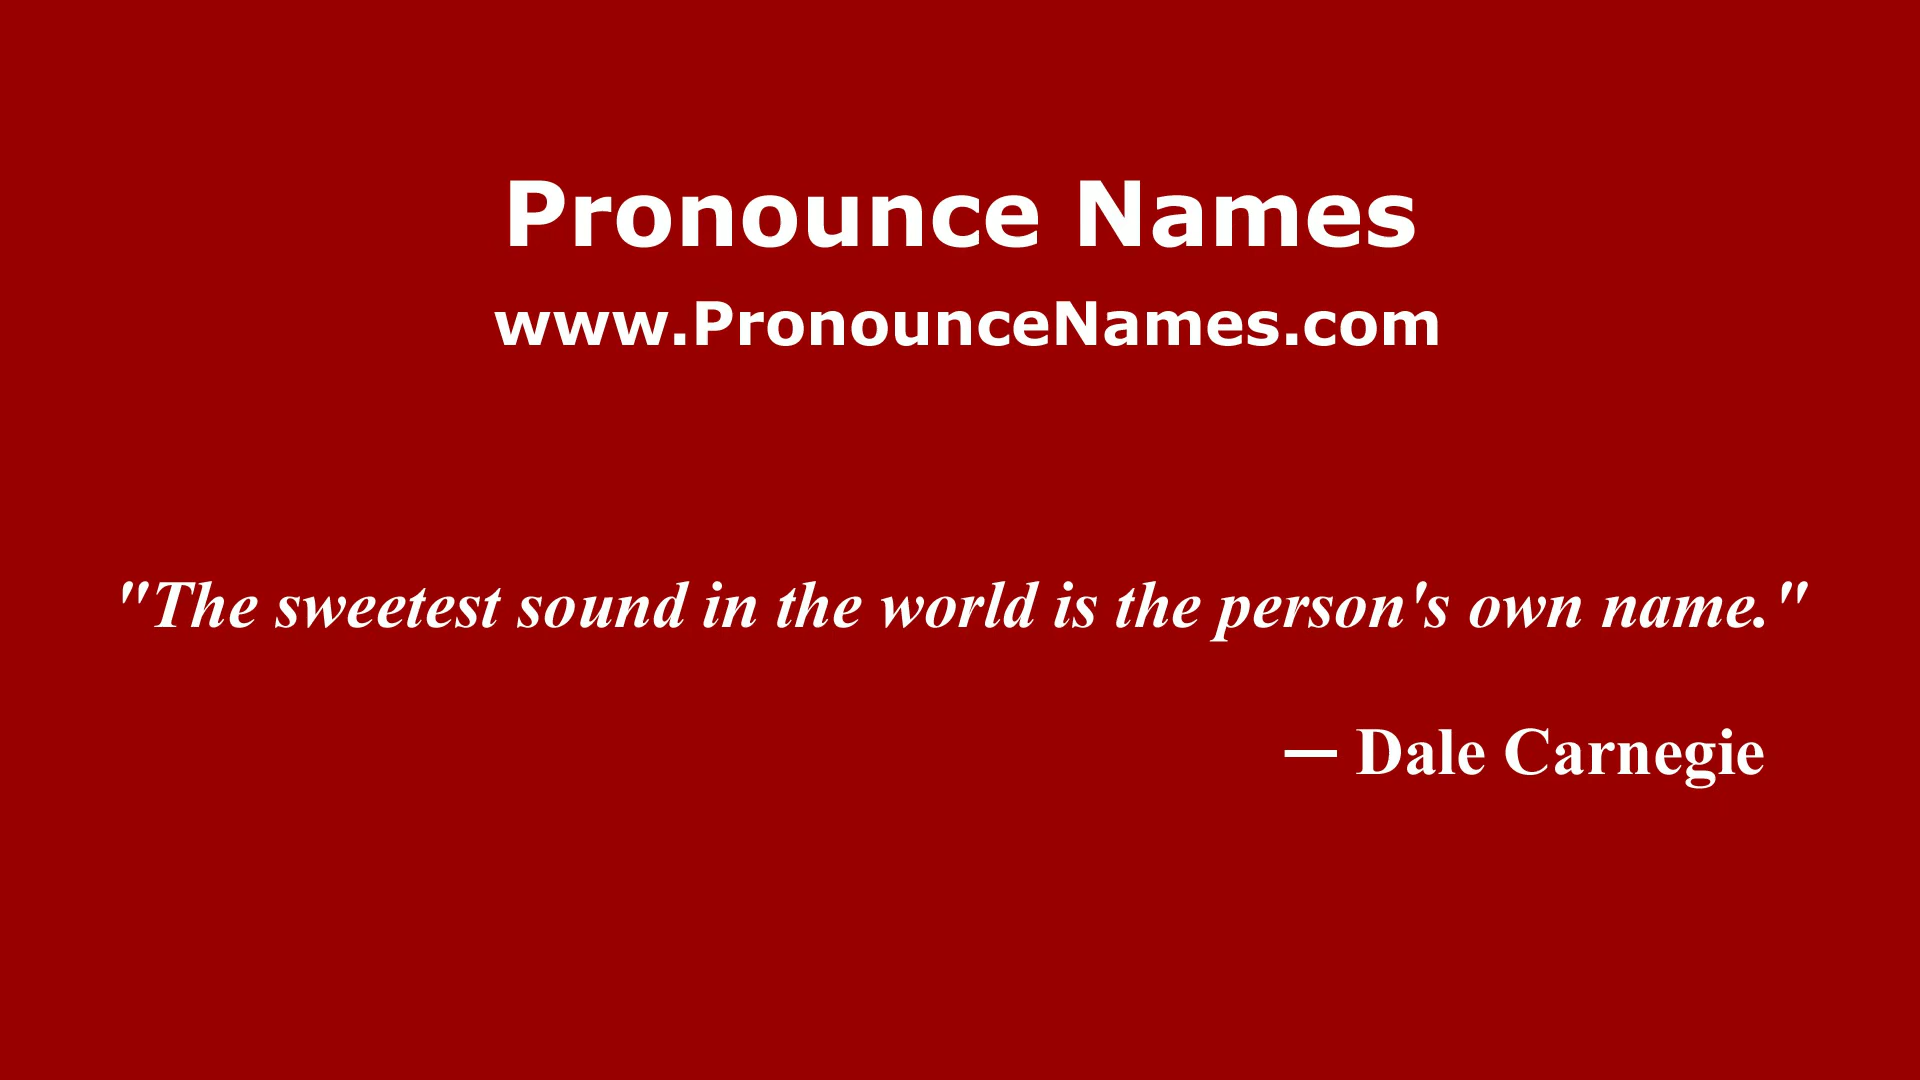 Pronounce Names
www.PronounceNames.com
"The sweetest sound in the world is the person's own name."
— Dale Carnegie